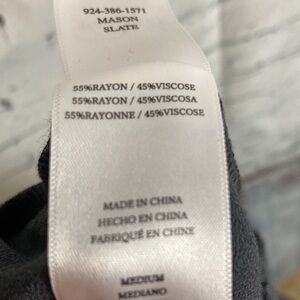 924-386-1571
MASON
SLATE
55%RAYON / 45%VISCOSE
55%RAYON / 45%VISCOSA
55%RAYONNE / 45%VISCOSE
MADE IN CHINA
HECHO EN CHINA
FABRIQUÉ EN CHINE
MEDIUM
MEDIANO